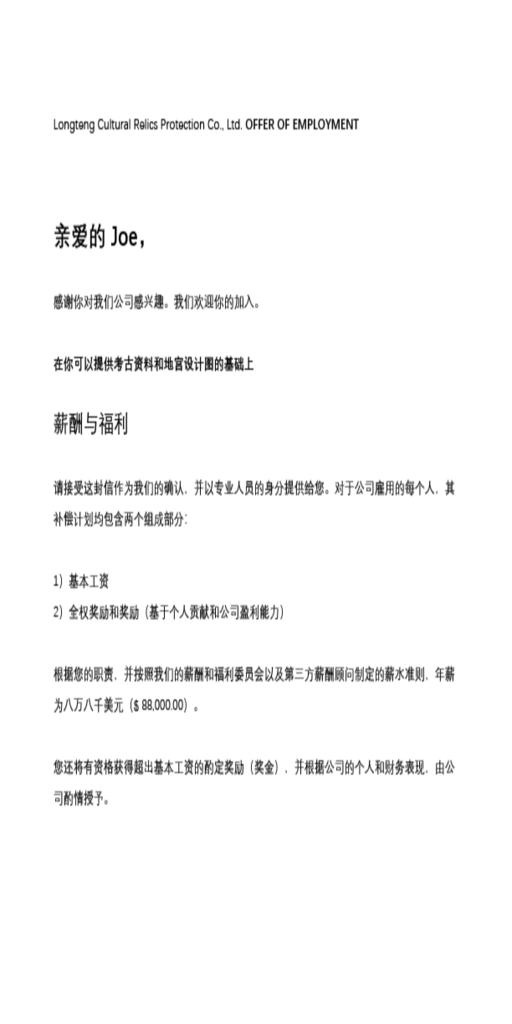 Longteng Cultural Relics Protection Co., Ltd. OFFER OF EMPLOYMENT
亲爱的 Joe，
感谢你对我们公司感兴趣。我们欢迎你的加入。
在你可以提供考古资料和地宫设计图的基础上
薪酬与福利
请接受这封信作为我们的确认，并以专业人员的身分提供给您。对于公司雇用的每个人，其
补偿计划均包含两个组成部分：
1）基本工资
2）全权奖励和奖励（基于个人贡献和公司盈利能力）
根据您的职责，并按照我们的薪酬和福利委员会以及第三方薪酬顾问制定的薪水准则，年薪
为八万八千美元（$ 88,000.00）。
您还将有资格获得超出基本工资的酌定奖励（奖金），并根据公司的个人和财务表现，由公
司酌情授予。